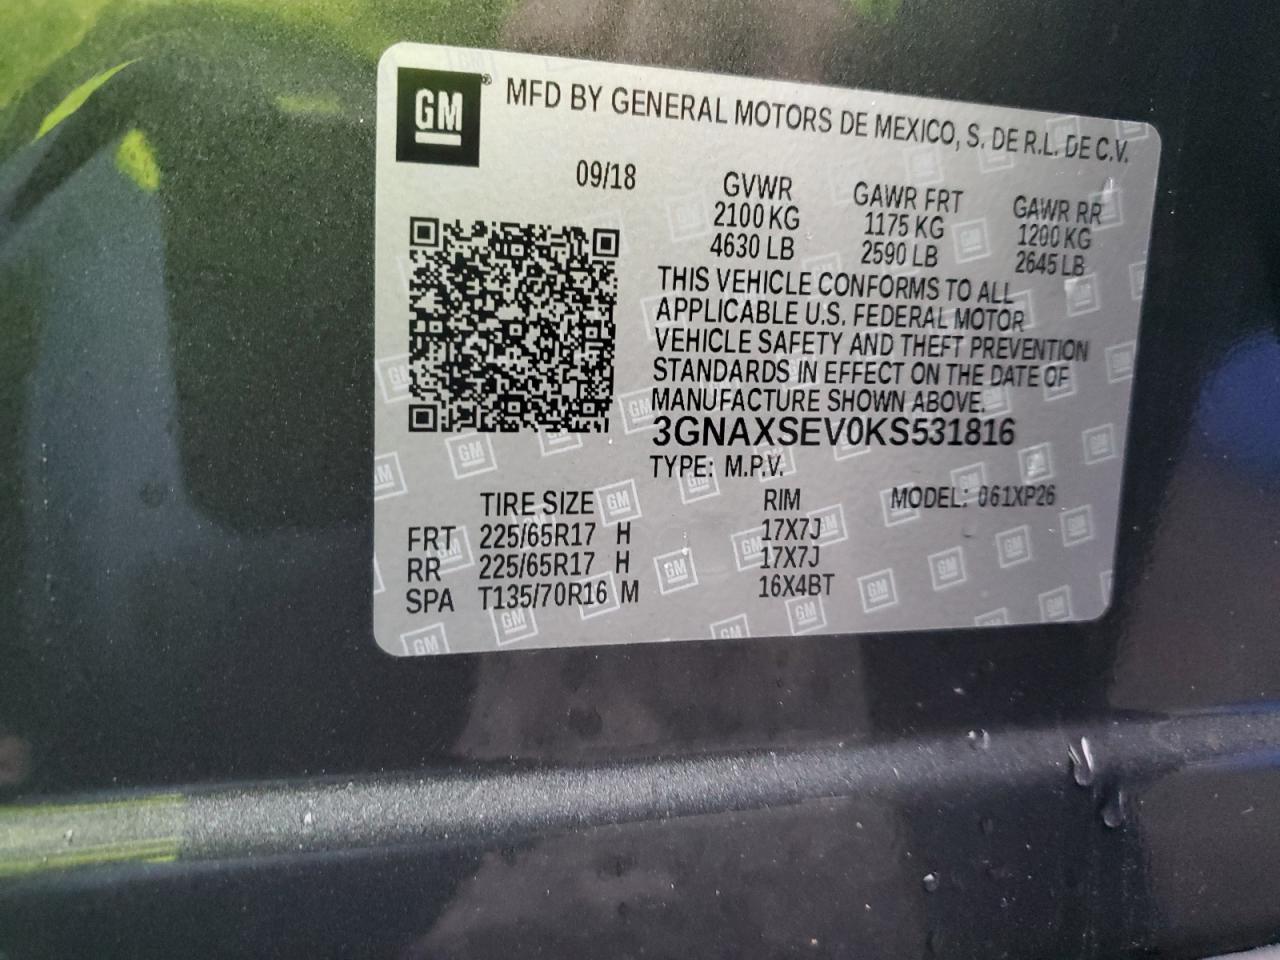 GM® MFD BY GENERAL MOTORS DE MEXICO, S. DE R.L. DE C.V.
09/18
GVWR GAWR FRT GAWR RR
2100 KG 1175 KG 1200 KG
4630 LB 2590 LB 2645 LB
THIS VEHICLE CONFORMS TO ALL
APPLICABLE U.S. FEDERAL MOTOR
VEHICLE SAFETY AND THEFT PREVENTION
STANDARDS IN EFFECT ON THE DATE OF
MANUFACTURE SHOWN ABOVE.
3GNAXSEV0KS531816
TYPE: M.P.V.
TIRE SIZE RIM MODEL: 061XP26
FRT 225/65R17 H 17X7J
RR 225/65R17 H 17X7J
SPA T135/70R16 M 16X4BT